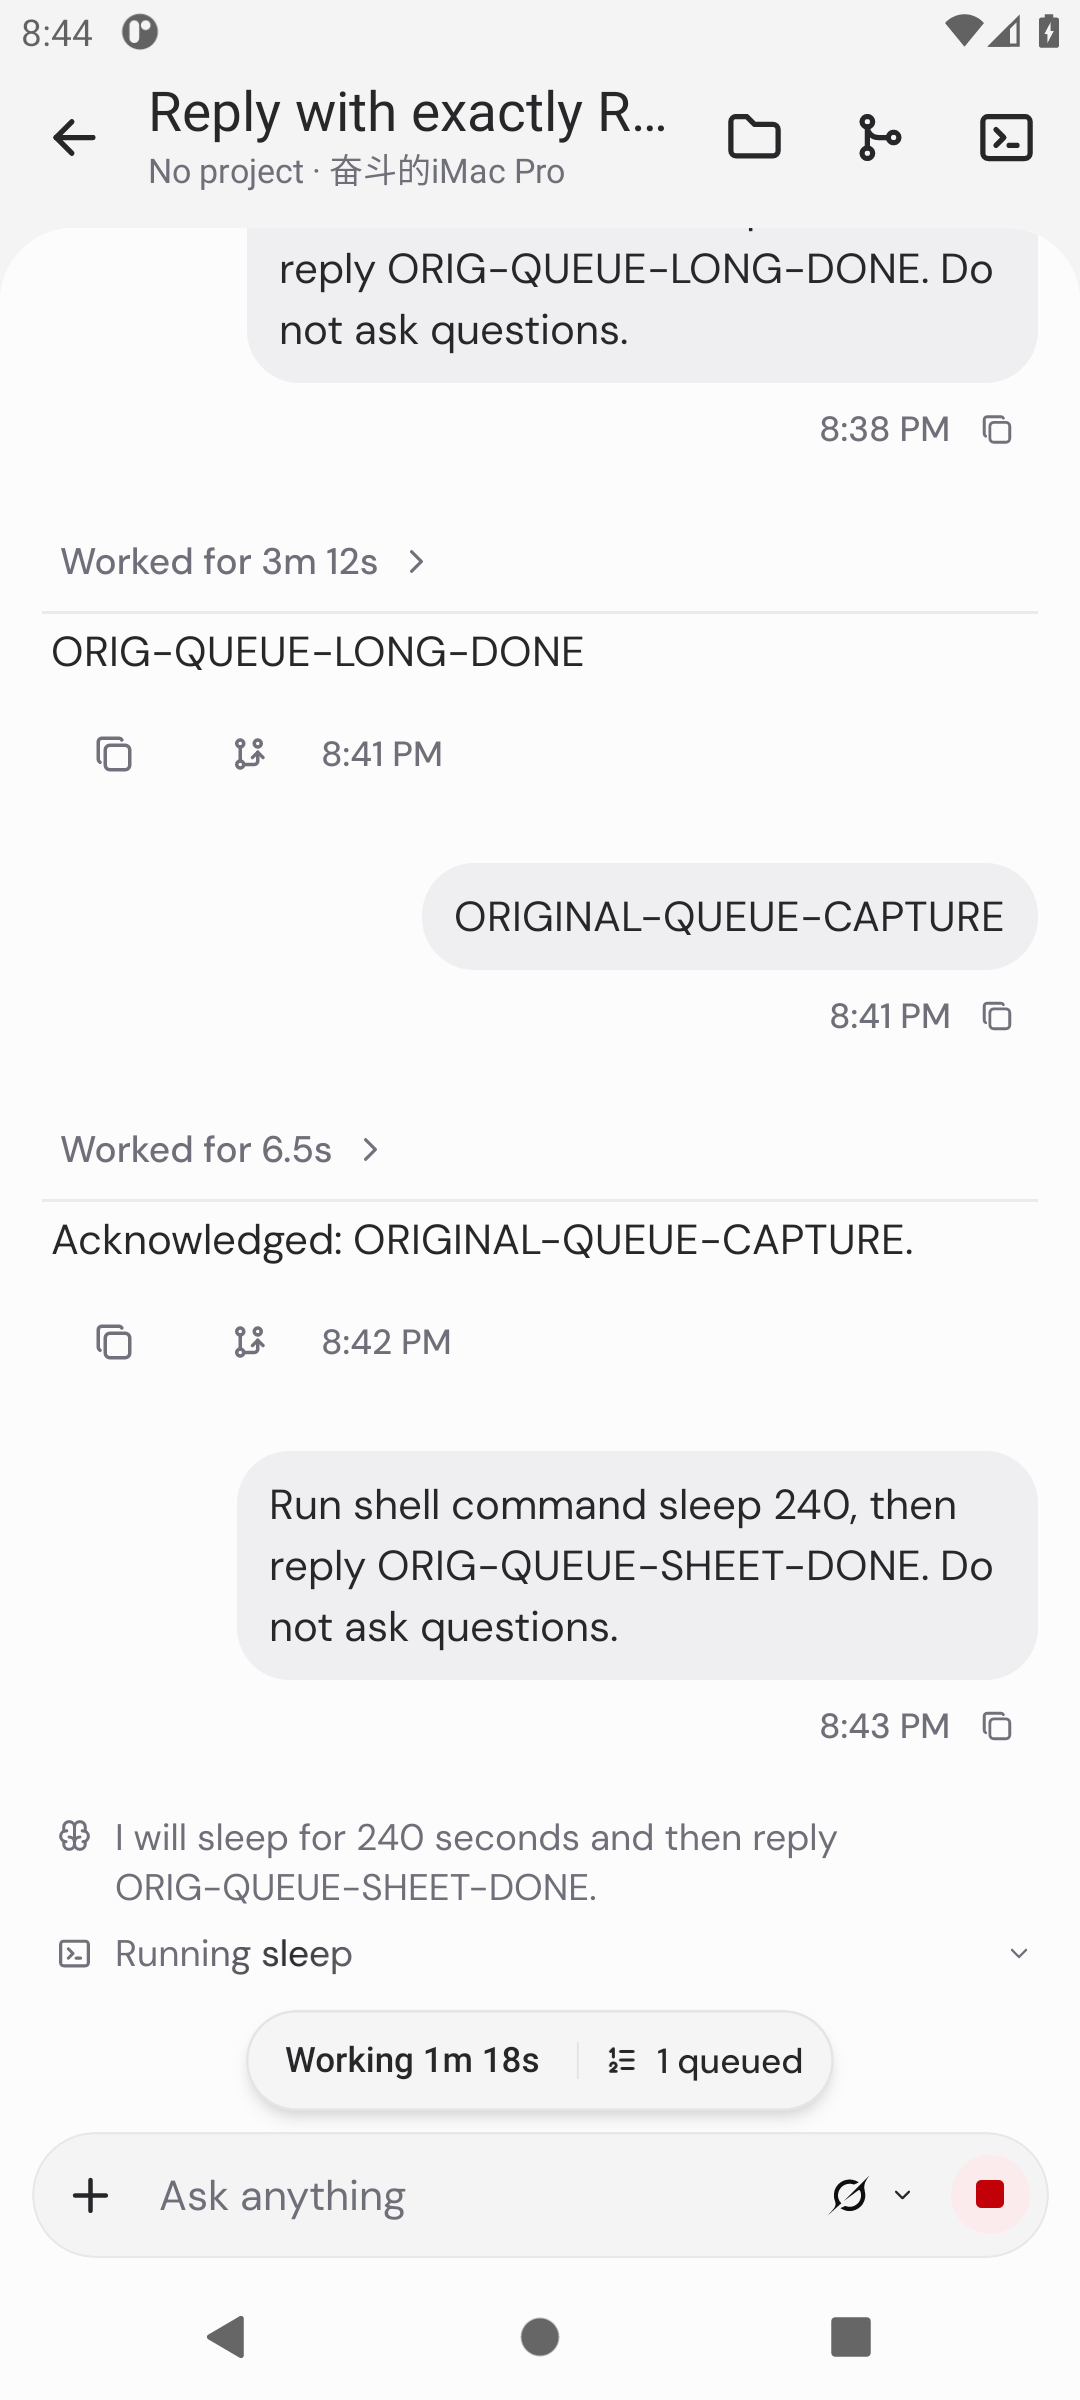 8:44
Reply with exactly R...
No project · 奋斗的iMac Pro
reply ORIG-QUEUE-LONG-DONE. Do
not ask questions.
8:38 PM
Worked for 3m 12s
ORIG-QUEUE-LONG-DONE
8:41 PM
ORIGINAL-QUEUE-CAPTURE
8:41 PM
Worked for 6.5s
Acknowledged: ORIGINAL-QUEUE-CAPTURE.
8:42 PM
Run shell command sleep 240, then
reply ORIG-QUEUE-SHEET-DONE. Do
not ask questions.
8:43 PM
I will sleep for 240 seconds and then reply
ORIG-QUEUE-SHEET-DONE.
Running sleep
Working 1m 18s 1 queued
Ask anything